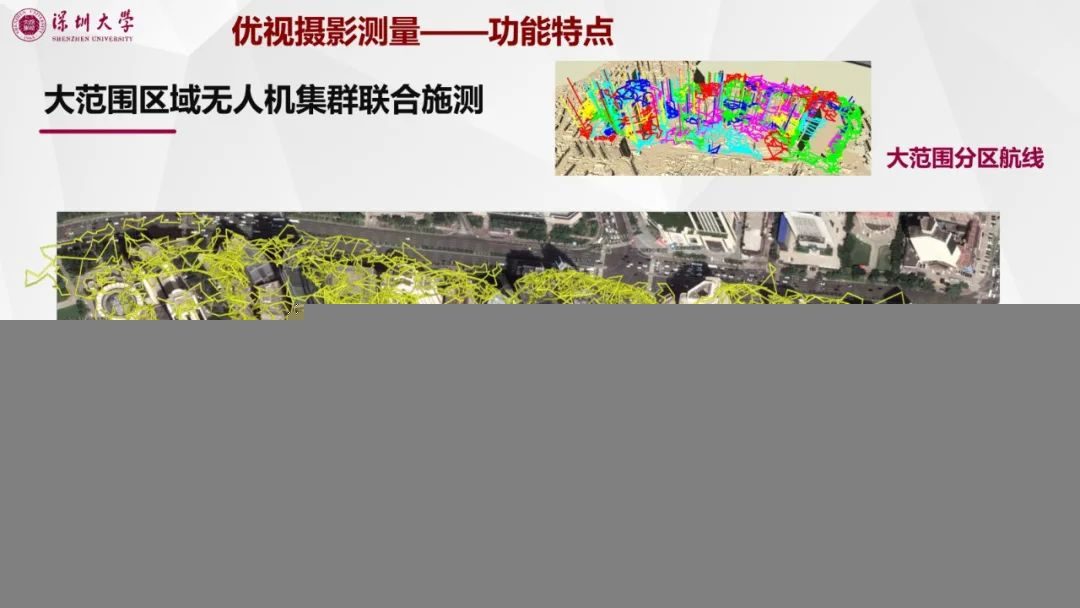 深圳大学
SHENZHEN UNIVERSITY
优视摄影测量——功能特点
大范围区域无人机集群联合施测
大范围分区航线